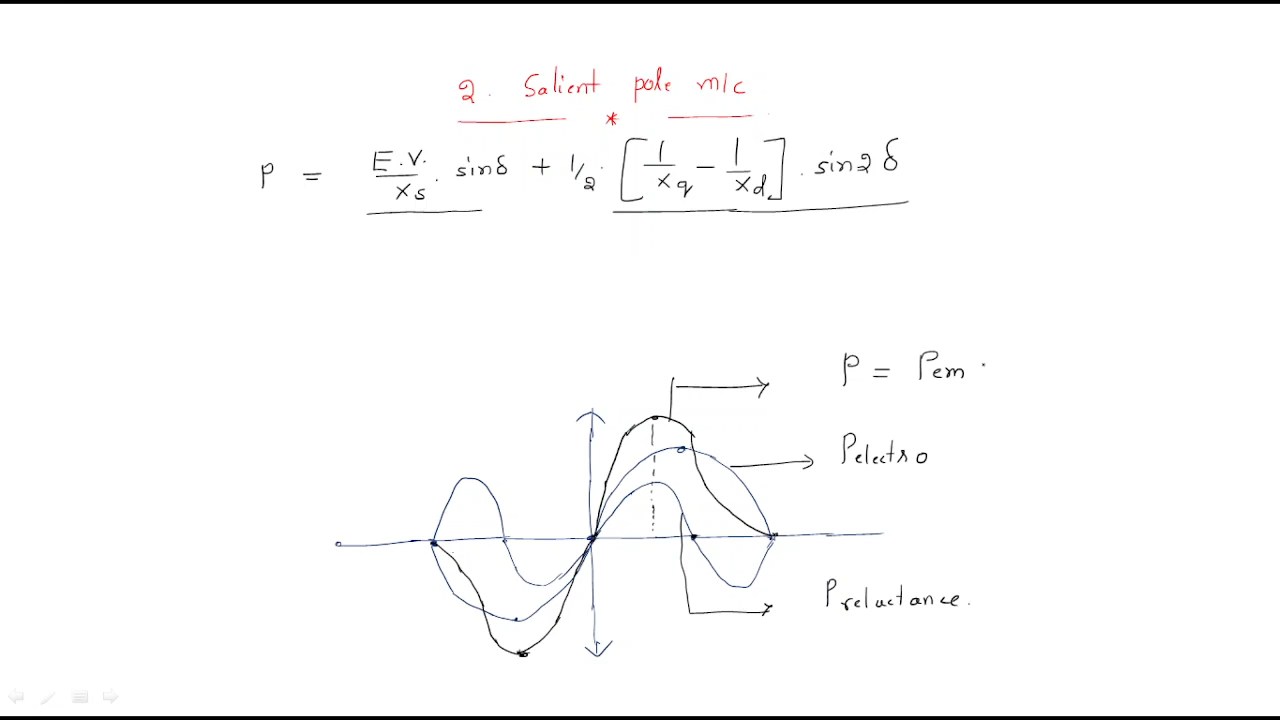 2. Salient pole m/c
*
P = E.V./xs . sinδ + 1/2 . [1/xq - 1/xd] . sin2δ
P = Pem .
Pelectro
Preluctance.